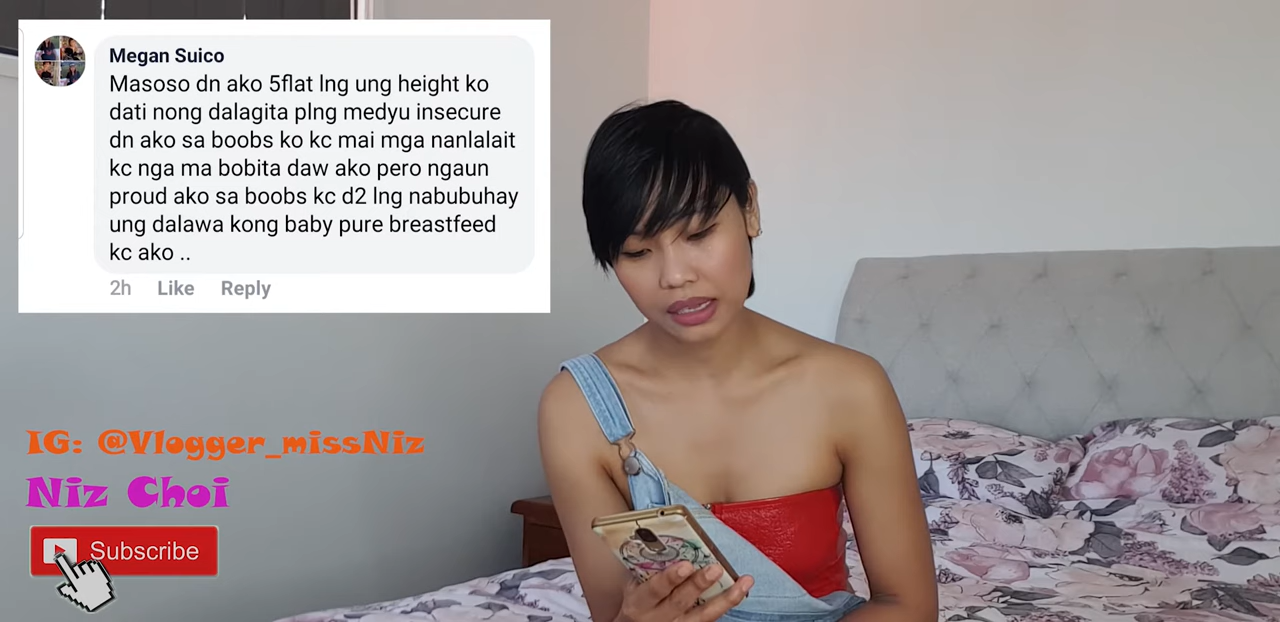 Megan Suico
Masoso dn ako 5flat lng ung height ko
dati nong dalagita plng medyu insecure
dn ako sa boobs ko kc mai mga nanlalait
kc nga ma bobita daw ako pero ngaun
proud ako sa boobs kc d2 lng nabubuhay
ung dalawa kong baby pure breastfeed
kc ako ..
2h Like Reply
IG: @Vlogger_missNiz
Niz Choi
Subscribe